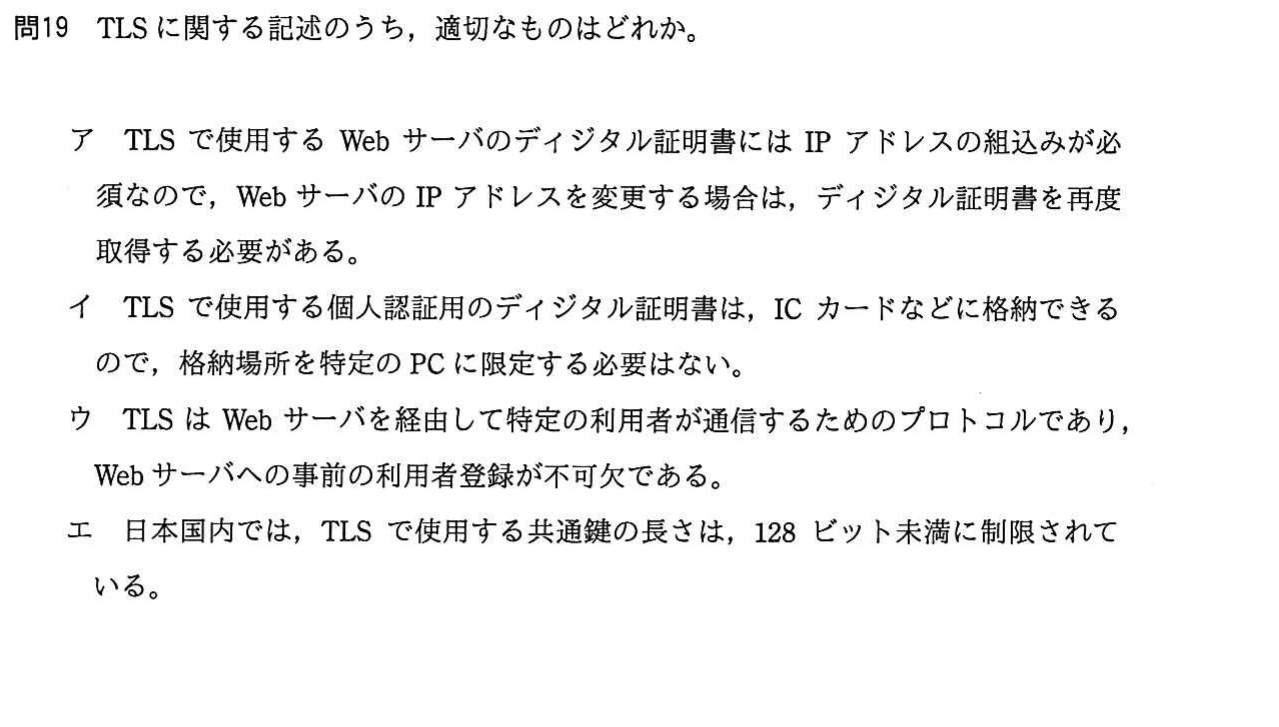 問19　TLSに関する記述のうち，適切なものはどれか。
ア　TLS で使用する Web サーバのディジタル証明書には IP アドレスの組込みが必
須なので，Web サーバの IP アドレスを変更する場合は，ディジタル証明書を再度
取得する必要がある。
イ　TLS で使用する個人認証用のディジタル証明書は，IC カードなどに格納できる
ので，格納場所を特定の PC に限定する必要はない。
ウ　TLS は Web サーバを経由して特定の利用者が通信するためのプロトコルであり，
Web サーバへの事前の利用者登録が不可欠である。
エ　日本国内では，TLS で使用する共通鍵の長さは，128 ビット未満に制限されて
いる。